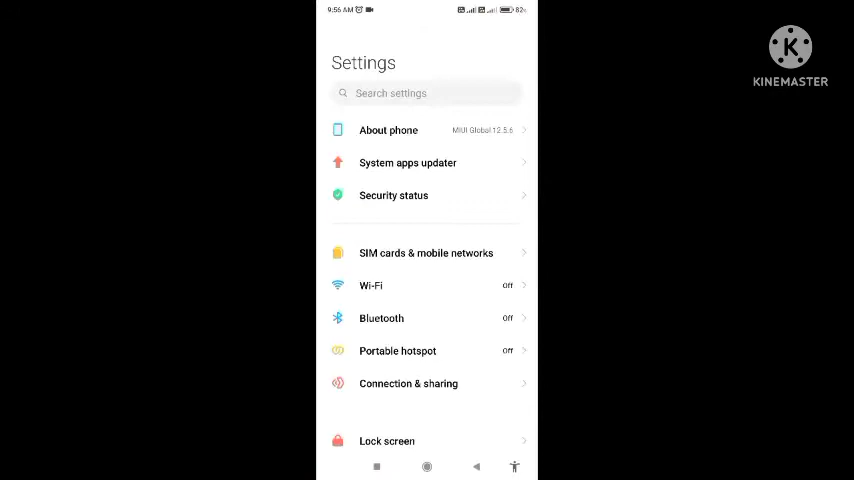 9:56 AM
82
Settings
Search settings
About phone
MIUI Global 12.5.6
System apps updater
Security status
SIM cards & mobile networks
Wi-Fi
Off
Bluetooth
Off
Portable hotspot
Off
Connection & sharing
Lock screen
K
KINEMASTER